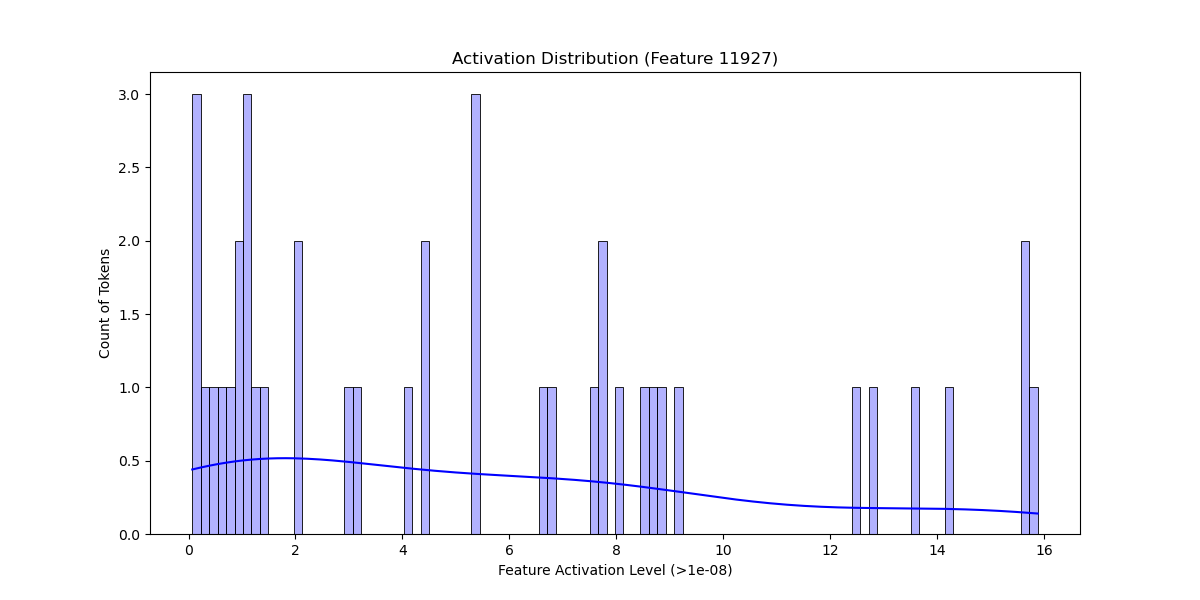 Activation Distribution (Feature 11927)
3.0
2.5
2.0
1.5
1.0
0.5
0.0
Count of Tokens
0 2 4 6 8 10 12 14 16
Feature Activation Level (>1e-08)